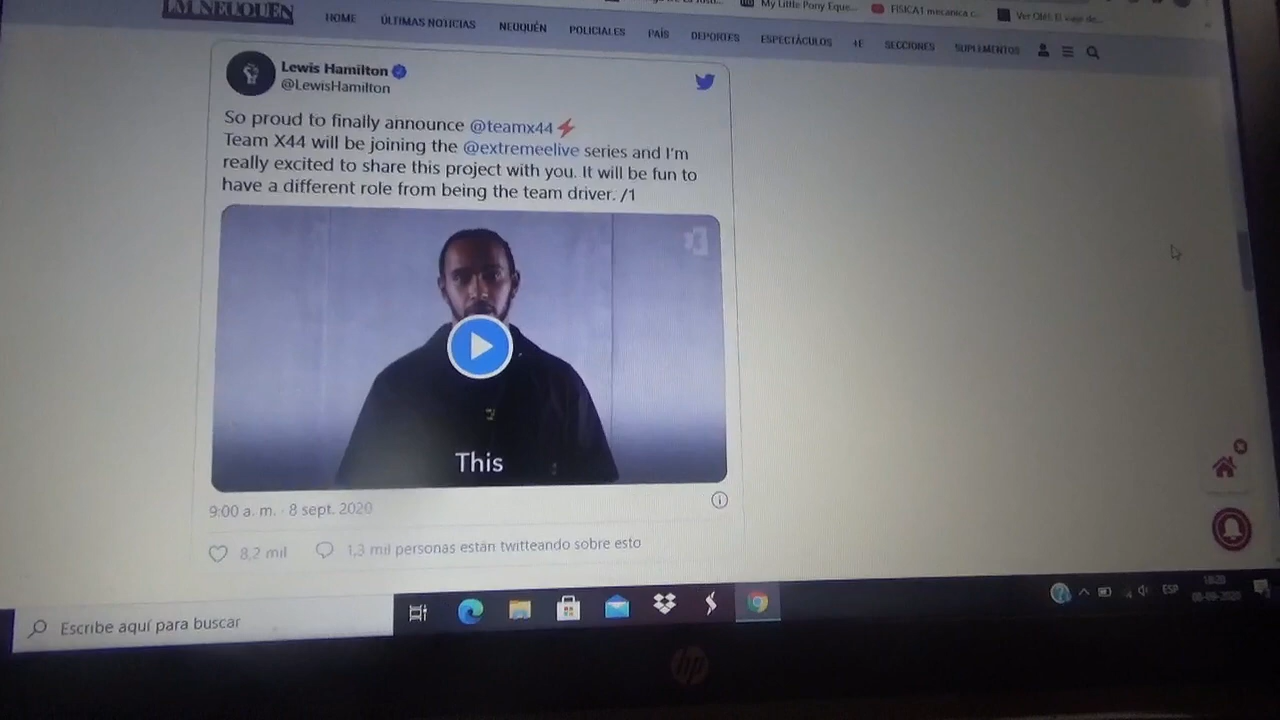 My Little Pony Eque...
FISICA1 mecanica c...
Ver Olé! El viaje de...
LM NEUQUÉN
HOME
ÚLTIMAS NOTICIAS
NEUQUÉN
POLICIALES
PAÍS
DEPORTES
ESPECTÁCULOS
+E
SECCIONES
SUPLEMENTOS
Lewis Hamilton
@LewisHamilton
So proud to finally announce @teamx44⚡
Team X44 will be joining the @extremeelive series and I'm
really excited to share this project with you. It will be fun to
have a different role from being the team driver. /1
This
9:00 a. m. · 8 sept. 2020
8,2 mil
1,3 mil personas están twitteando sobre esto
Escribe aquí para buscar
ESP
hp